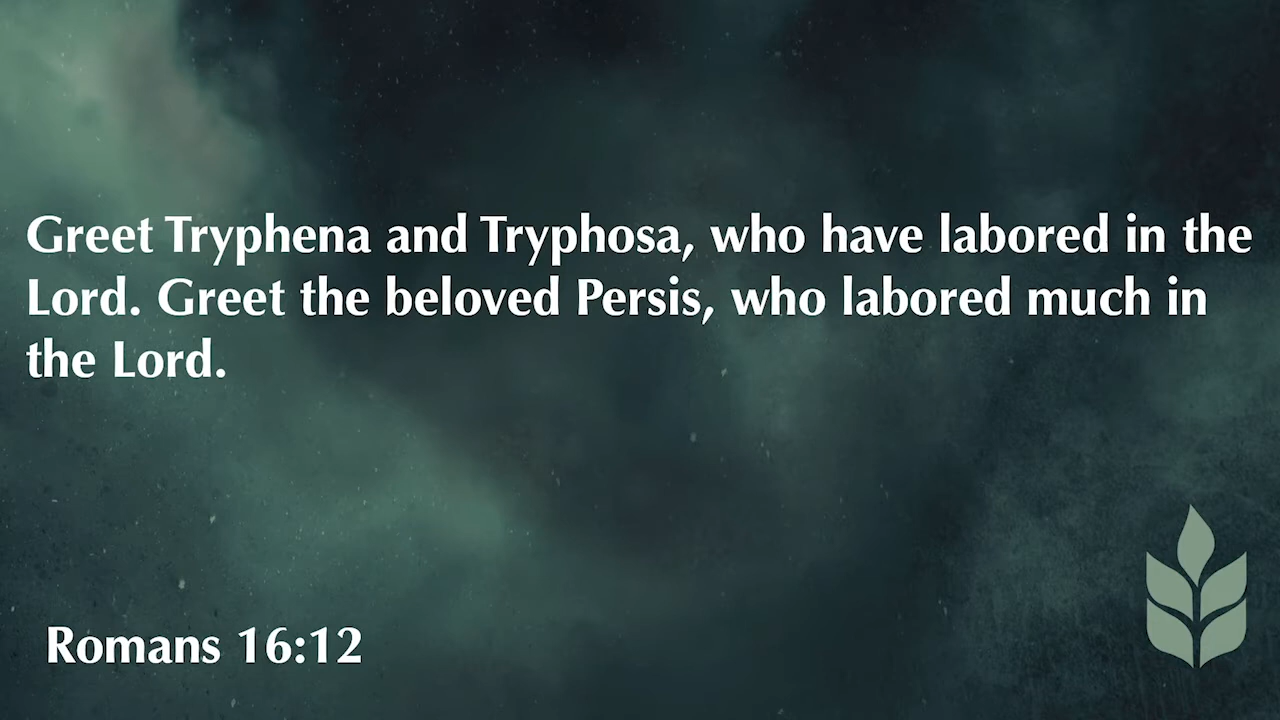 Greet Tryphena and Tryphosa, who have labored in the
Lord. Greet the beloved Persis, who labored much in
the Lord.
Romans 16:12